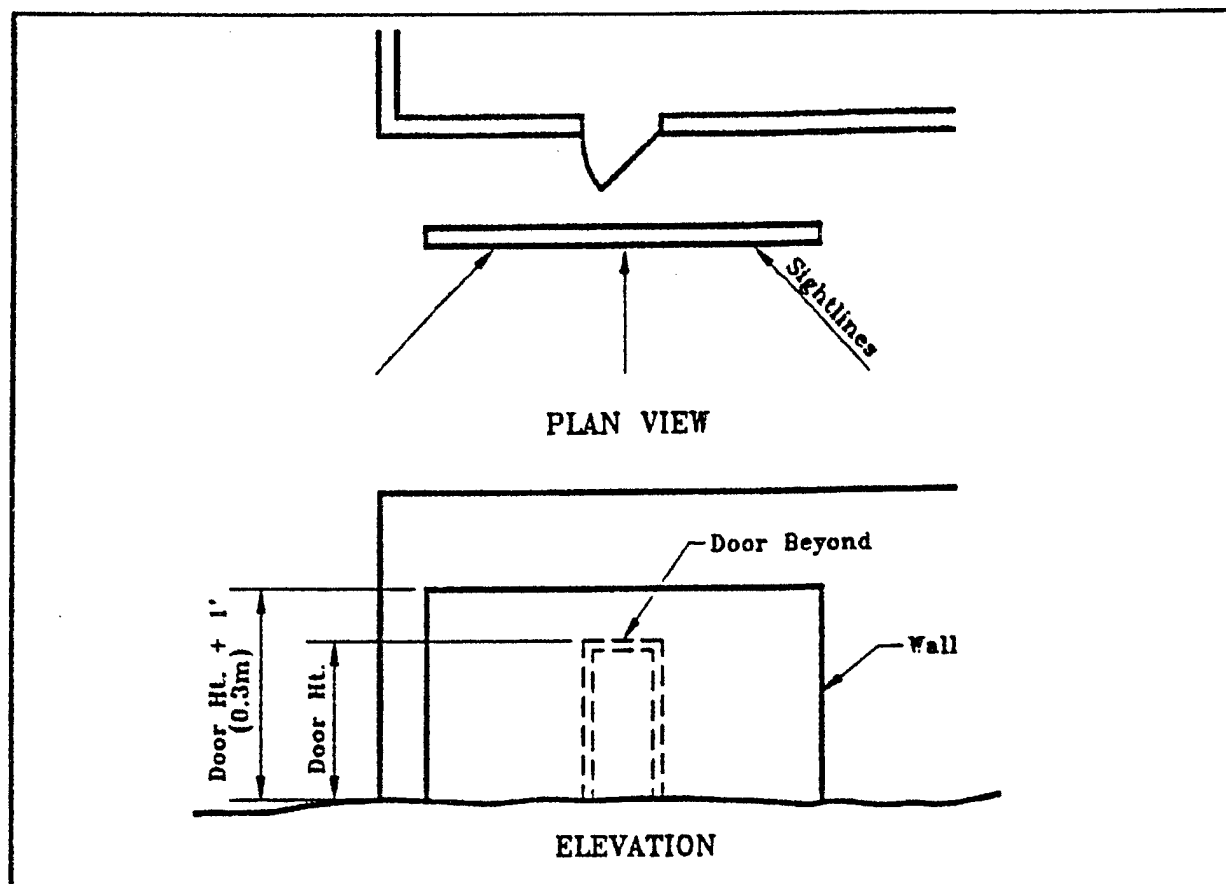 Sightlines
PLAN VIEW
Door Beyond
Door Ht. + 1'
(0.3m)
Door Ht.
Wall
ELEVATION